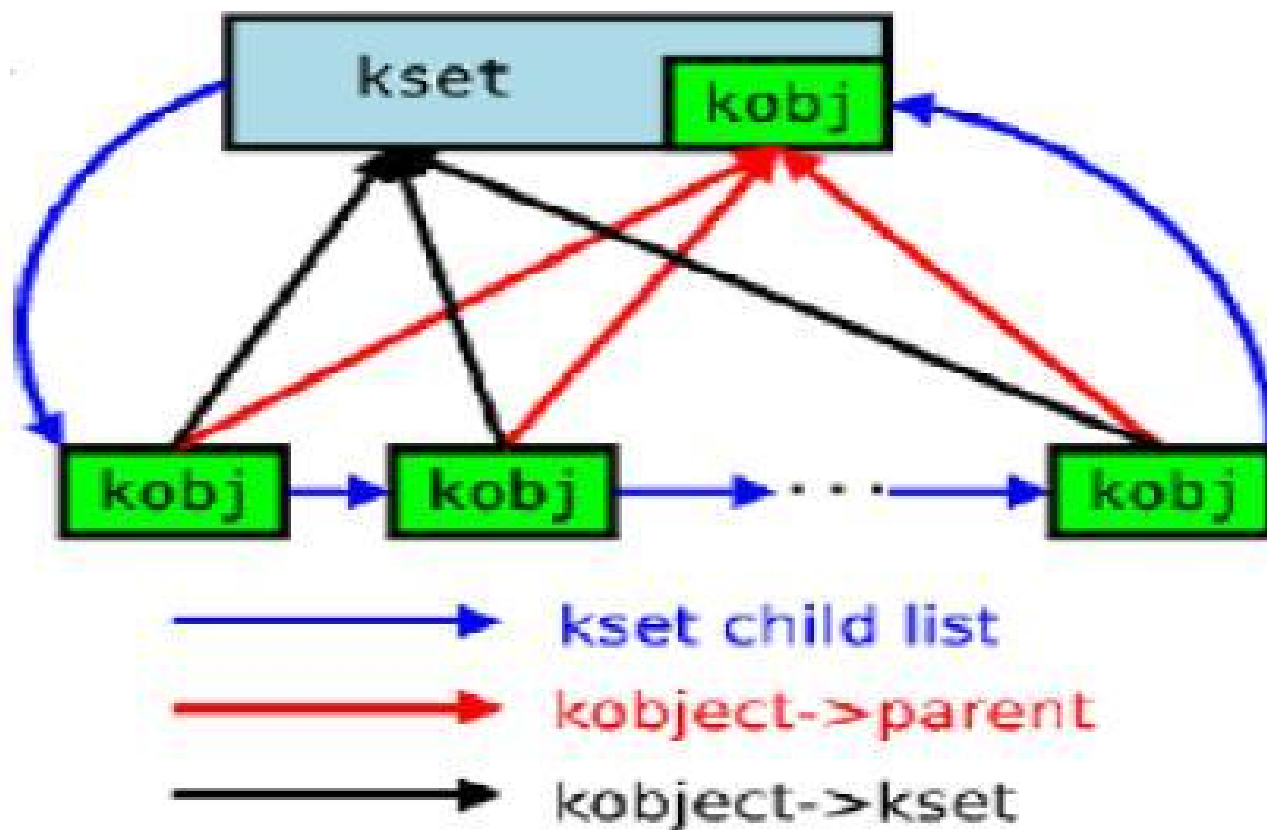 kset
kobj
kobj kobj ... kobj
kset child list
kobject->parent
kobject->kset